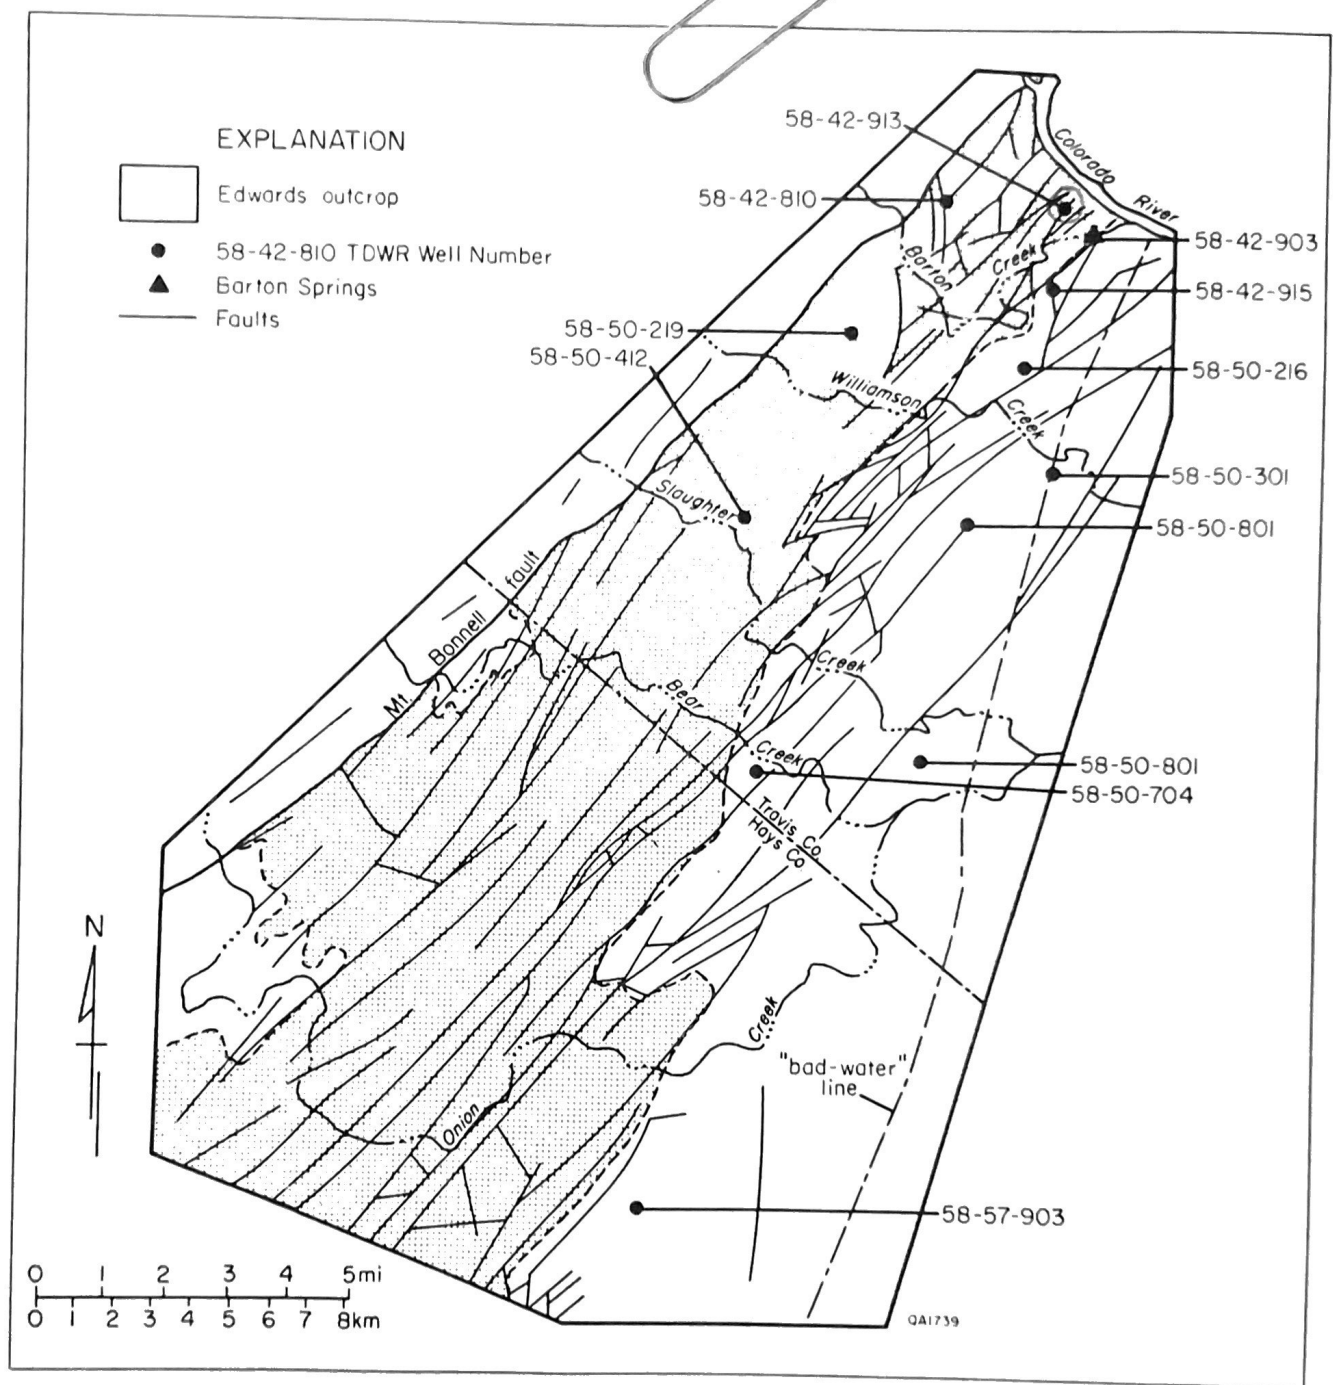 EXPLANATION
Edwards outcrop
58-42-810 TDWR Well Number
Barton Springs
Faults
58-42-913
58-42-810
Colorado
River
58-42-903
58-42-915
Barton
Creek
58-50-219
58-50-412
58-50-216
Williamson
Creek
58-50-301
58-50-801
Slaughter
Creek
Mt. Bonnell fault
Bear
Creek
58-50-801
58-50-704
Travis Co.
Hays Co
N
Onion
Creek
"bad-water"
line
58-57-903
0 1 2 3 4 5mi
0 1 2 3 4 5 6 7 8km
QA1739